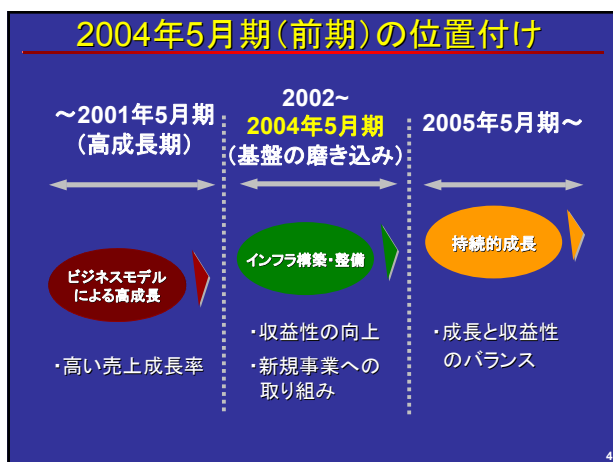 2004年5月期（前期）の位置付け
～2001年5月期
（高成長期）
2002~
2004年5月期
（基盤の磨き込み）
2005年5月期～
ビジネスモデル
による高成長
インフラ構築・整備
持続的成長
・高い売上成長率
・収益性の向上
・新規事業への
取り組み
・成長と収益性
のバランス
4